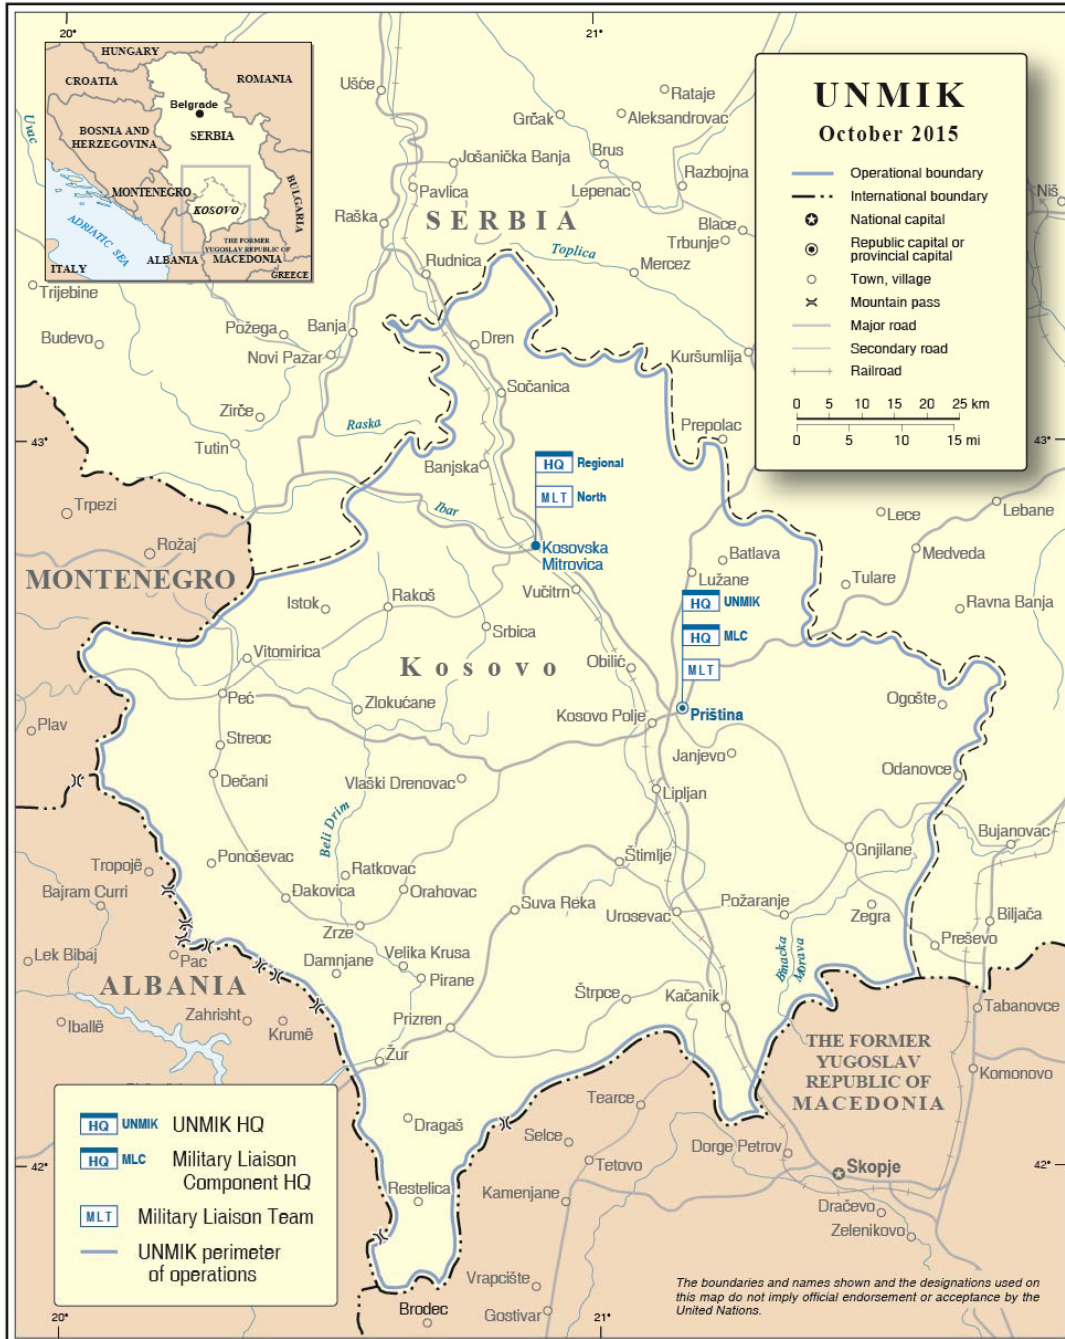 20°
21°
HUNGARY
CROATIA
ROMANIA
Belgrade
BOSNIA AND
HERZEGOVINA
SERBIA
MONTENEGRO
KOSOVO
BULGARIA
ADRIATIC SEA
THE FORMER
YUGOSLAV REPUBLIC OF
MACEDONIA
ALBANIA
ITALY
GREECE
UNMIK
October 2015
Operational boundary
International boundary
National capital
Republic capital or
provincial capital
Town, village
Mountain pass
Major road
Secondary road
Railroad
0 5 10 15 20 25 km
0 5 10 15 mi
Uvac
Ušće
Rataje
Grčak
Aleksandrovac
Brus
Jošanička Banja
Lepenac
Razbojna
Pavlica
Niš
Raška
SERBIA
Blace
Trbunje
Toplica
Rudnica
Mercez
Trijebine
Požega
Banja
Budevo
Novi Pazar
Dren
Kuršumlija
Sočanica
Zirče
Raska
Tutin
43°
Prepolac
43°
Banjska
HQ Regional
MLT North
Ibar
Trpezi
Lece
Lebane
Rožaj
Kosovska
Mitrovica
Batlava
Medveda
MONTENEGRO
Lužane
Tulare
Vučitrn
HQ UNMIK
Istok
Rakoš
Ravna Banja
Srbica
HQ MLC
Vitomirica
Kosovo
Obilić
MLT
Peć
Zlokućane
Ogošte
Plav
Kosovo Polje
Priština
Streoc
Janjevo
Dečani
Vlaški Drenovac
Odanovce
Lipljan
Beli Drim
Bujanovac
Gnjilane
Tropojë
Ponoševac
Štimlje
Bajram Curri
Ratkovac
Đakovica
Orahovac
Suva Reka
Urosevac
Požaranje
Zegra
Biljača
Zrze
Preševo
Lek Bibaj
Pac
Damnjane
Velika Krusa
Binacka
Morava
Pirane
ALBANIA
Štrpce
Kačanik
Tabanovce
Iballë
Zahrisht
Krumë
Prizren
THE FORMER
YUGOSLAV
REPUBLIC OF
MACEDONIA
Žur
Komonovo
Tearce
Dragaš
Selce
Dorge Petrov
42°
Tetovo
Skopje
42°
Restelica
Kamenjane
Dračevo
Zelenikovo
Vrapcište
Brodec
Gostivar
HQ UNMIK UNMIK HQ
HQ MLC Military Liaison
Component HQ
MLT Military Liaison Team
UNMIK perimeter
of operations
The boundaries and names shown and the designations used on
this map do not imply official endorsement or acceptance by the
United Nations.
20°
21°